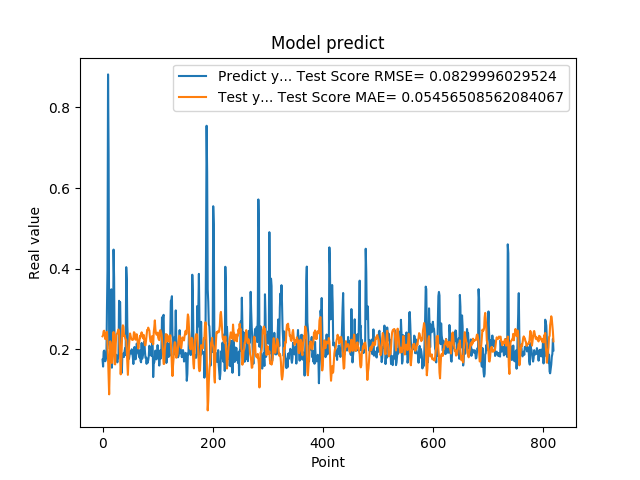 Model predict
Predict y... Test Score RMSE= 0.0829996029524
Test y... Test Score MAE= 0.05456508562084067
0.8
0.6
0.4
0.2
Real value
0 200 400 600 800
Point